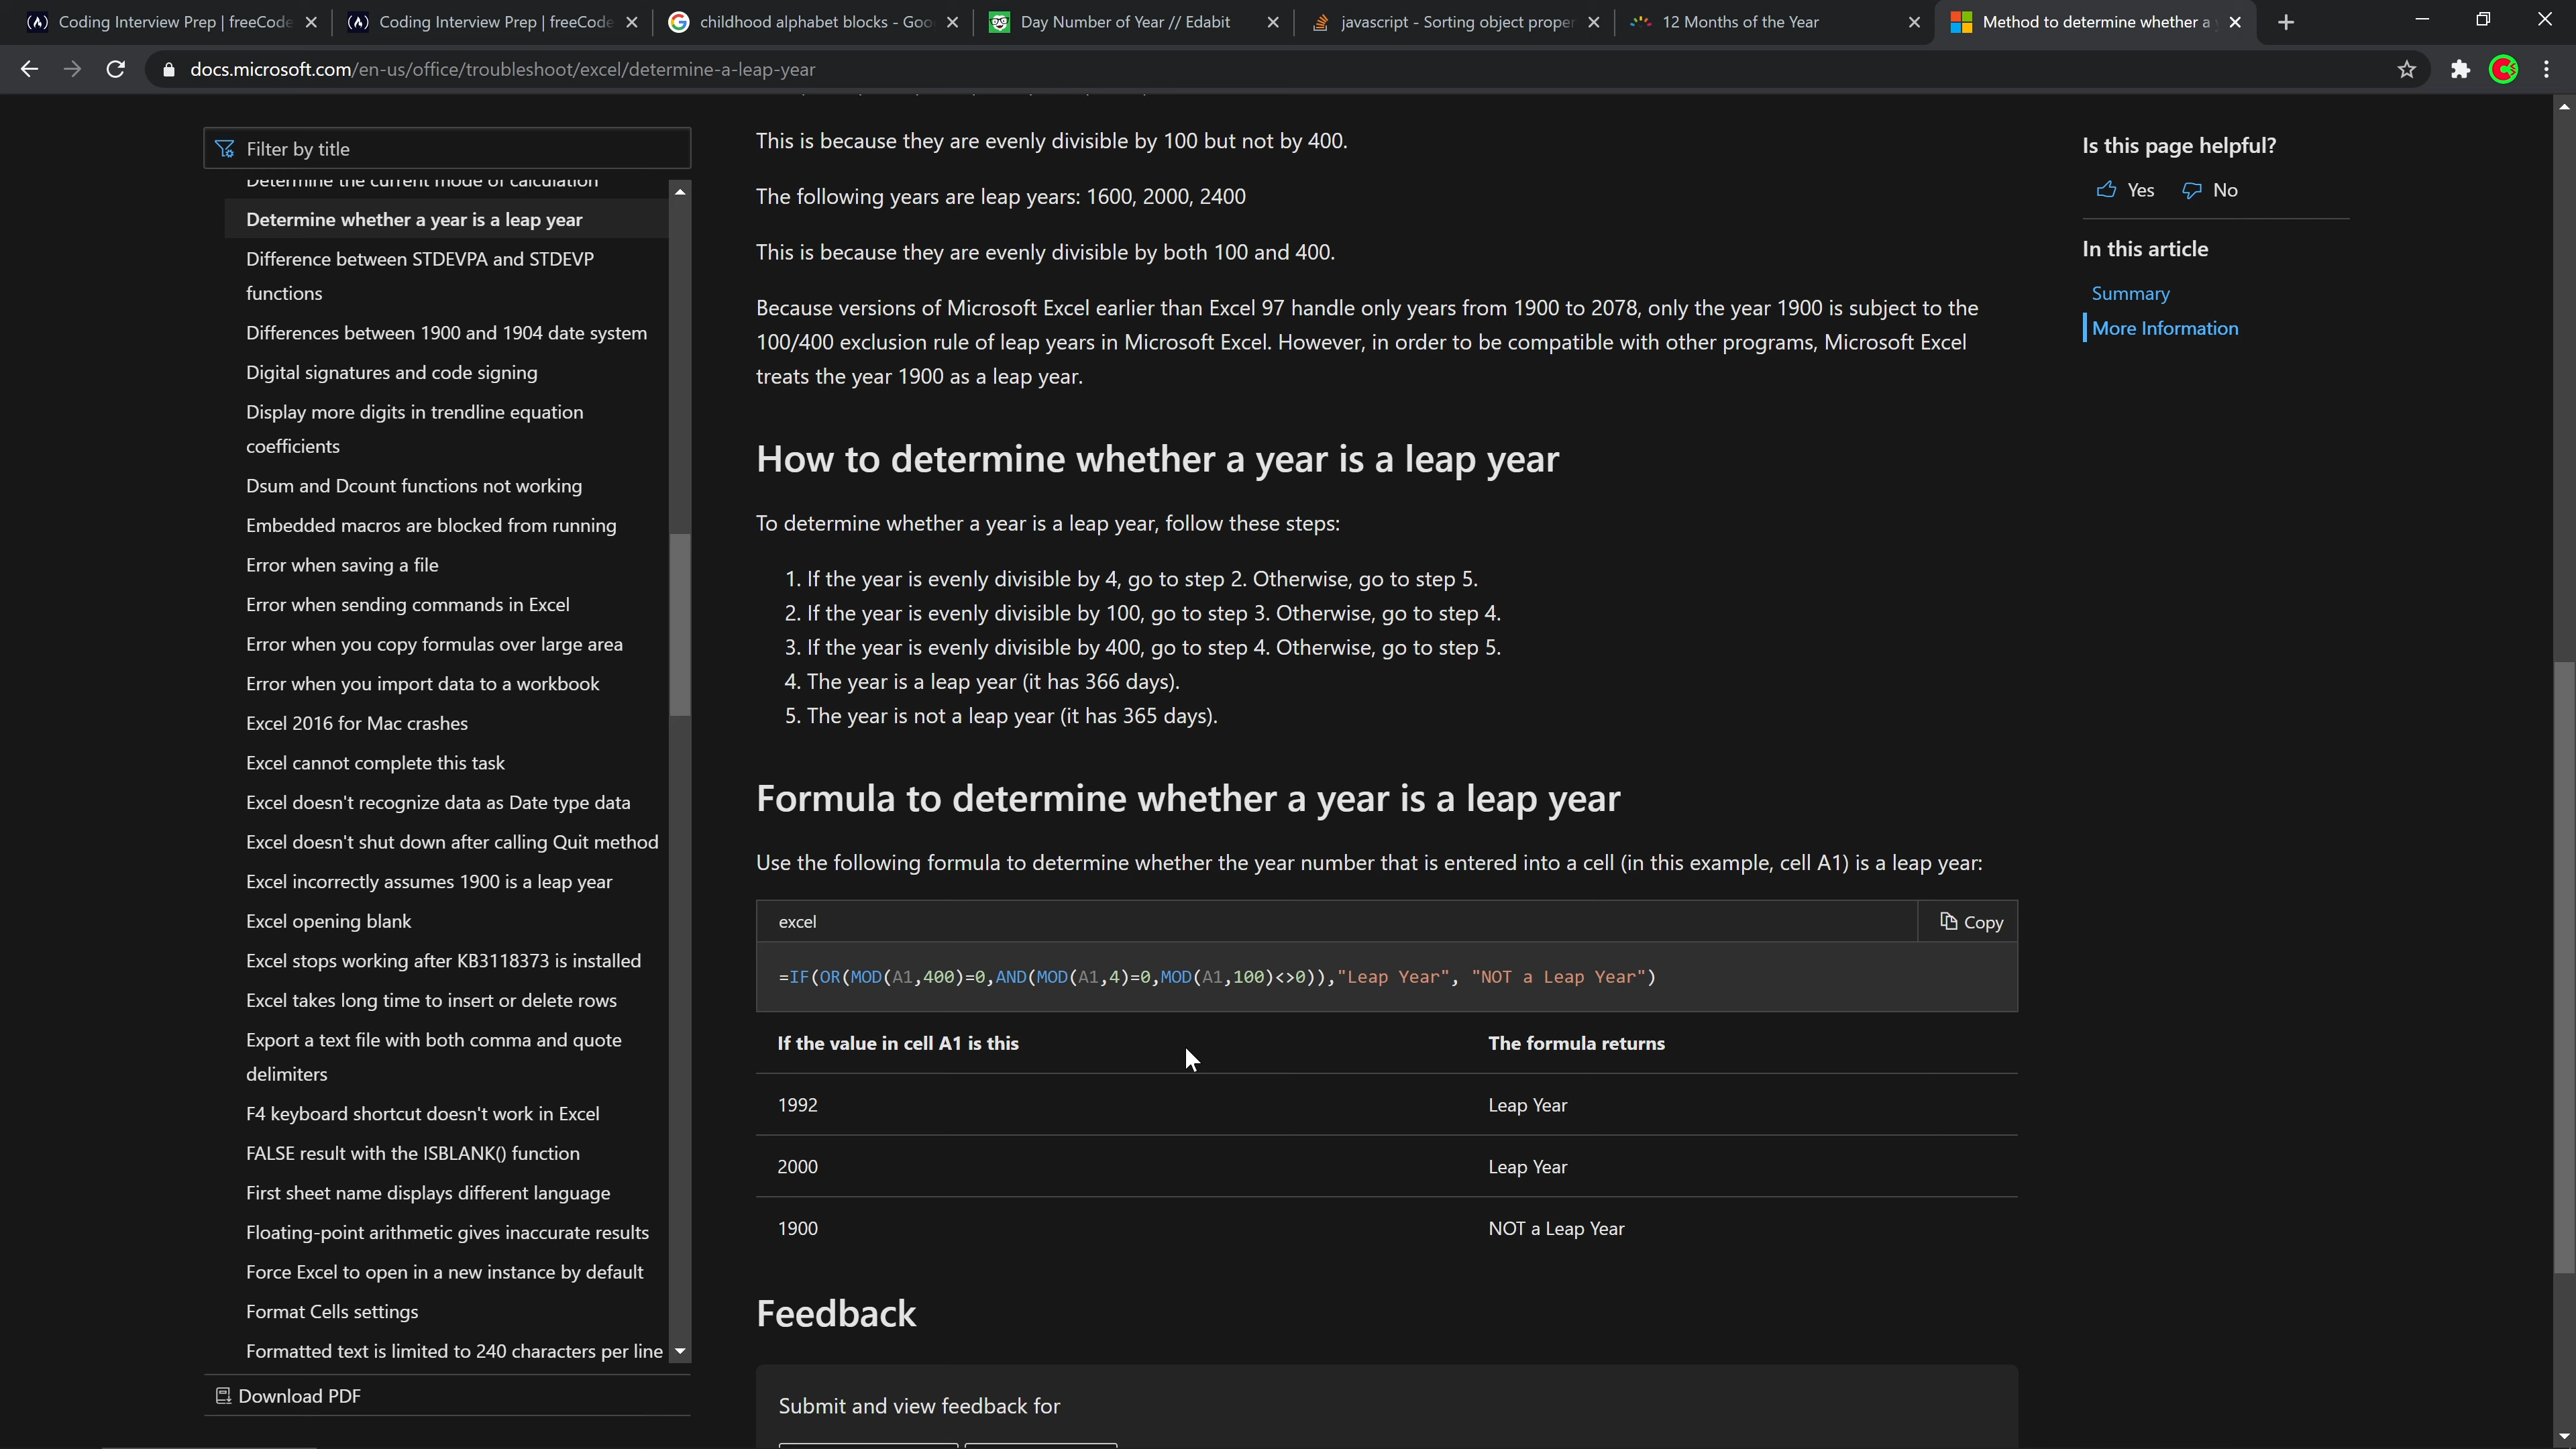 Coding Interview Prep | freeCode
Coding Interview Prep | freeCode
childhood alphabet blocks - Goo
Day Number of Year // Edabit
javascript - Sorting object proper
12 Months of the Year
Method to determine whether a y
docs.microsoft.com/en-us/office/troubleshoot/excel/determine-a-leap-year
Filter by title
Determine the current mode of calculation
Determine whether a year is a leap year
Difference between STDEVPA and STDEVP
functions
Differences between 1900 and 1904 date system
Digital signatures and code signing
Display more digits in trendline equation
coefficients
Dsum and Dcount functions not working
Embedded macros are blocked from running
Error when saving a file
Error when sending commands in Excel
Error when you copy formulas over large area
Error when you import data to a workbook
Excel 2016 for Mac crashes
Excel cannot complete this task
Excel doesn't recognize data as Date type data
Excel doesn't shut down after calling Quit method
Excel incorrectly assumes 1900 is a leap year
Excel opening blank
Excel stops working after KB3118373 is installed
Excel takes long time to insert or delete rows
Export a text file with both comma and quote
delimiters
F4 keyboard shortcut doesn't work in Excel
FALSE result with the ISBLANK() function
First sheet name displays different language
Floating-point arithmetic gives inaccurate results
Force Excel to open in a new instance by default
Format Cells settings
Formatted text is limited to 240 characters per line
Download PDF
This is because they are evenly divisible by 100 but not by 400.
The following years are leap years: 1600, 2000, 2400
This is because they are evenly divisible by both 100 and 400.
Because versions of Microsoft Excel earlier than Excel 97 handle only years from 1900 to 2078, only the year 1900 is subject to the
100/400 exclusion rule of leap years in Microsoft Excel. However, in order to be compatible with other programs, Microsoft Excel
treats the year 1900 as a leap year.
How to determine whether a year is a leap year
To determine whether a year is a leap year, follow these steps:
1. If the year is evenly divisible by 4, go to step 2. Otherwise, go to step 5.
2. If the year is evenly divisible by 100, go to step 3. Otherwise, go to step 4.
3. If the year is evenly divisible by 400, go to step 4. Otherwise, go to step 5.
4. The year is a leap year (it has 366 days).
5. The year is not a leap year (it has 365 days).
Formula to determine whether a year is a leap year
Use the following formula to determine whether the year number that is entered into a cell (in this example, cell A1) is a leap year:
excel
Copy
=IF(OR(MOD(A1,400)=0,AND(MOD(A1,4)=0,MOD(A1,100)<>0)),"Leap Year", "NOT a Leap Year")
If the value in cell A1 is this The formula returns
1992 Leap Year
2000 Leap Year
1900 NOT a Leap Year
Feedback
Submit and view feedback for
Is this page helpful?
Yes No
In this article
Summary
More Information